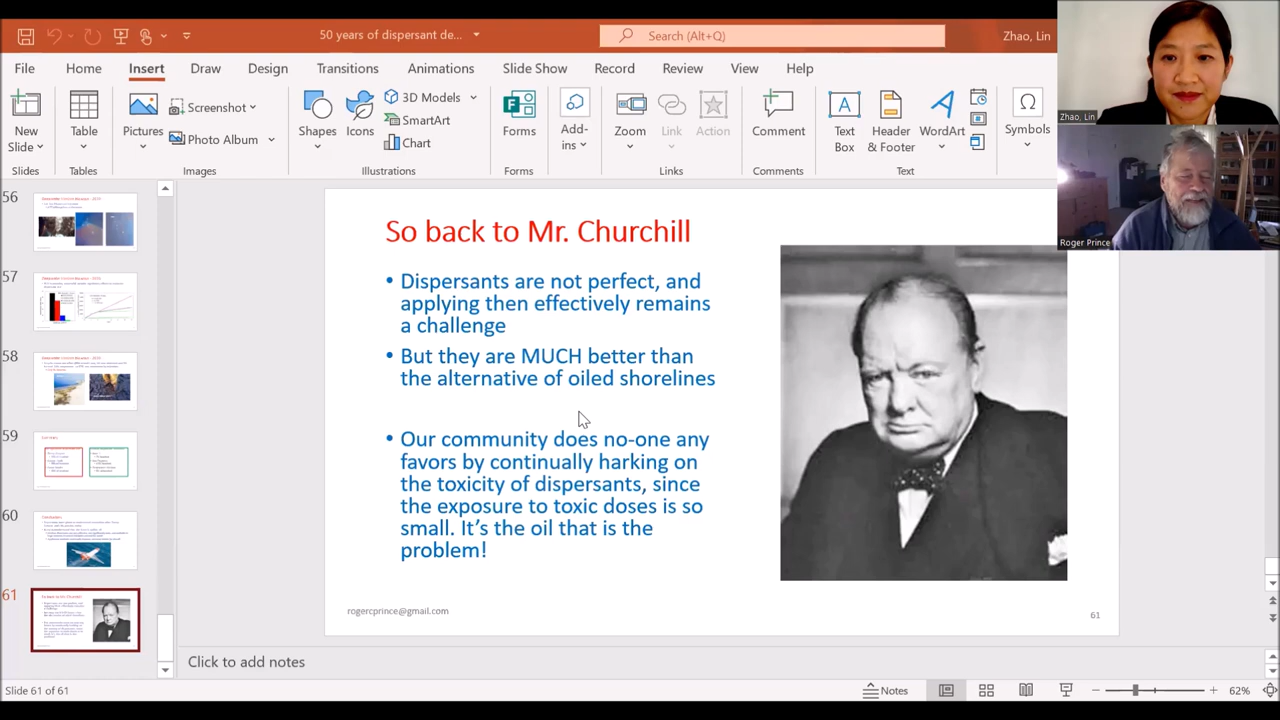 50 years of dispersant de...
Search (Alt+Q)
Zhao, Lin
File
Home
Insert
Draw
Design
Transitions
Animations
Slide Show
Record
Review
View
Help
New
Slide
Slides
Table
Tables
Pictures
Screenshot
Photo Album
Images
Shapes
Icons
3D Models
SmartArt
Chart
Illustrations
Forms
Forms
Add-
ins
Zoom
Link
Action
Links
Comment
Comments
Text
Box
Header
& Footer
WordArt
Text
Symbols
Zhao, Lin
Roger Prince
56
57
58
59
60
61
So back to Mr. Churchill
• Dispersants are not perfect, and
applying then effectively remains
a challenge
• But they are MUCH better than
the alternative of oiled shorelines
• Our community does no-one any
favors by continually harking on
the toxicity of dispersants, since
the exposure to toxic doses is so
small. It's the oil that is the
problem!
rogercprince@gmail.com
61
Click to add notes
Slide 61 of 61
Notes
62%